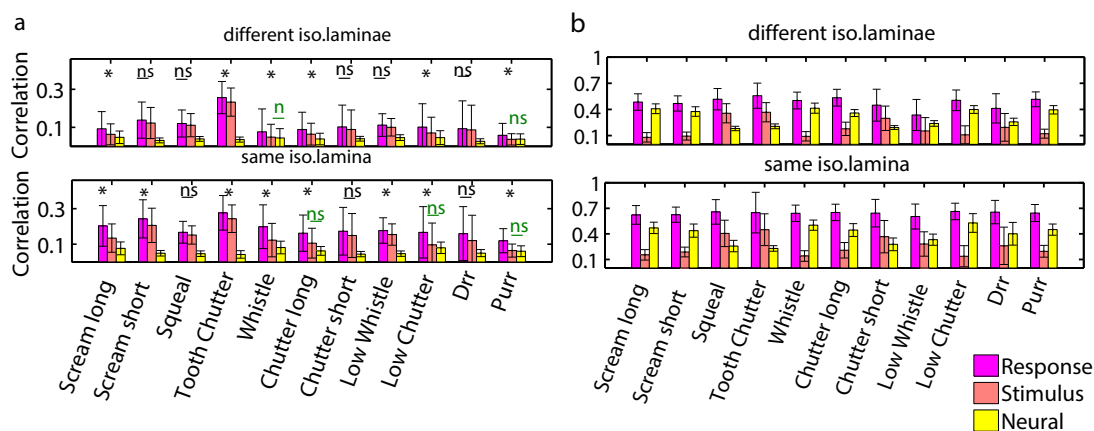 a
different iso.laminae
Correlation
0.3
0.1
* ns ns * * n * ns ns * ns * ns
same iso.lamina
Correlation
0.3
0.1
* * ns * * * ns ns * * ns ns * ns
Scream long
Scream short
Squeal
Tooth Chutter
Whistle
Chutter long
Chutter short
Low Whistle
Low Chutter
Drr
Purr
b
different iso.laminae
1
0.7
0.4
0.1
same iso.lamina
1
0.7
0.4
0.1
Scream long
Scream short
Squeal
Tooth Chutter
Whistle
Chutter long
Chutter short
Low Whistle
Low Chutter
Drr
Purr
Response
Stimulus
Neural